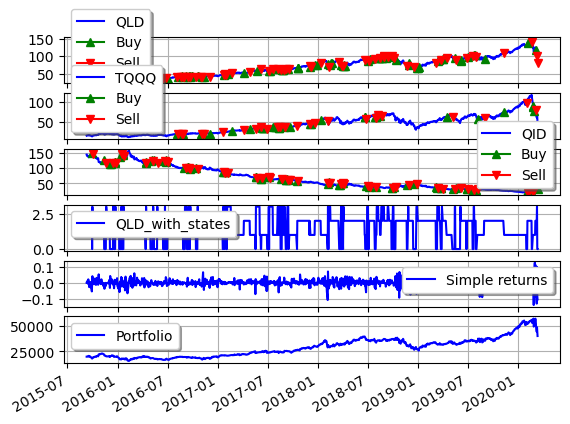 QLD
Buy
Sell
150
100
50
TQQQ
Buy
Sell
100
50
QID
Buy
Sell
150
100
50
QLD_with_states
2.5
0.0
Simple returns
0.1
0.0
−0.1
Portfolio
50000
25000
2015-07
2016-01
2016-07
2017-01
2017-07
2018-01
2018-07
2019-01
2019-07
2020-01